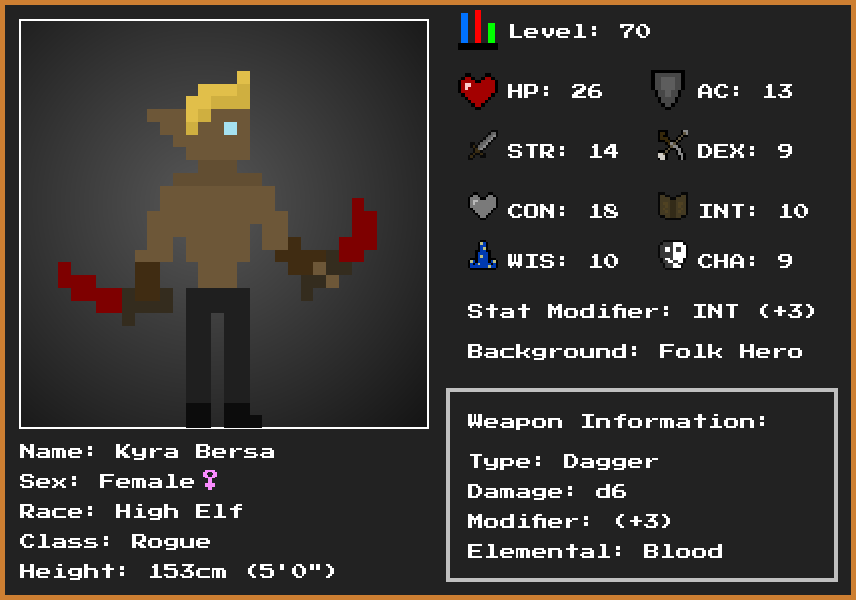 Level: 70
HP: 26
AC: 13
STR: 14
DEX: 9
CON: 18
INT: 10
WIS: 10
CHA: 9
Stat Modifier: INT (+3)
Background: Folk Hero
Weapon Information:
Type: Dagger
Damage: d6
Modifier: (+3)
Elemental: Blood
Name: Kyra Bersa
Sex: Female♀
Race: High Elf
Class: Rogue
Height: 153cm (5'0")